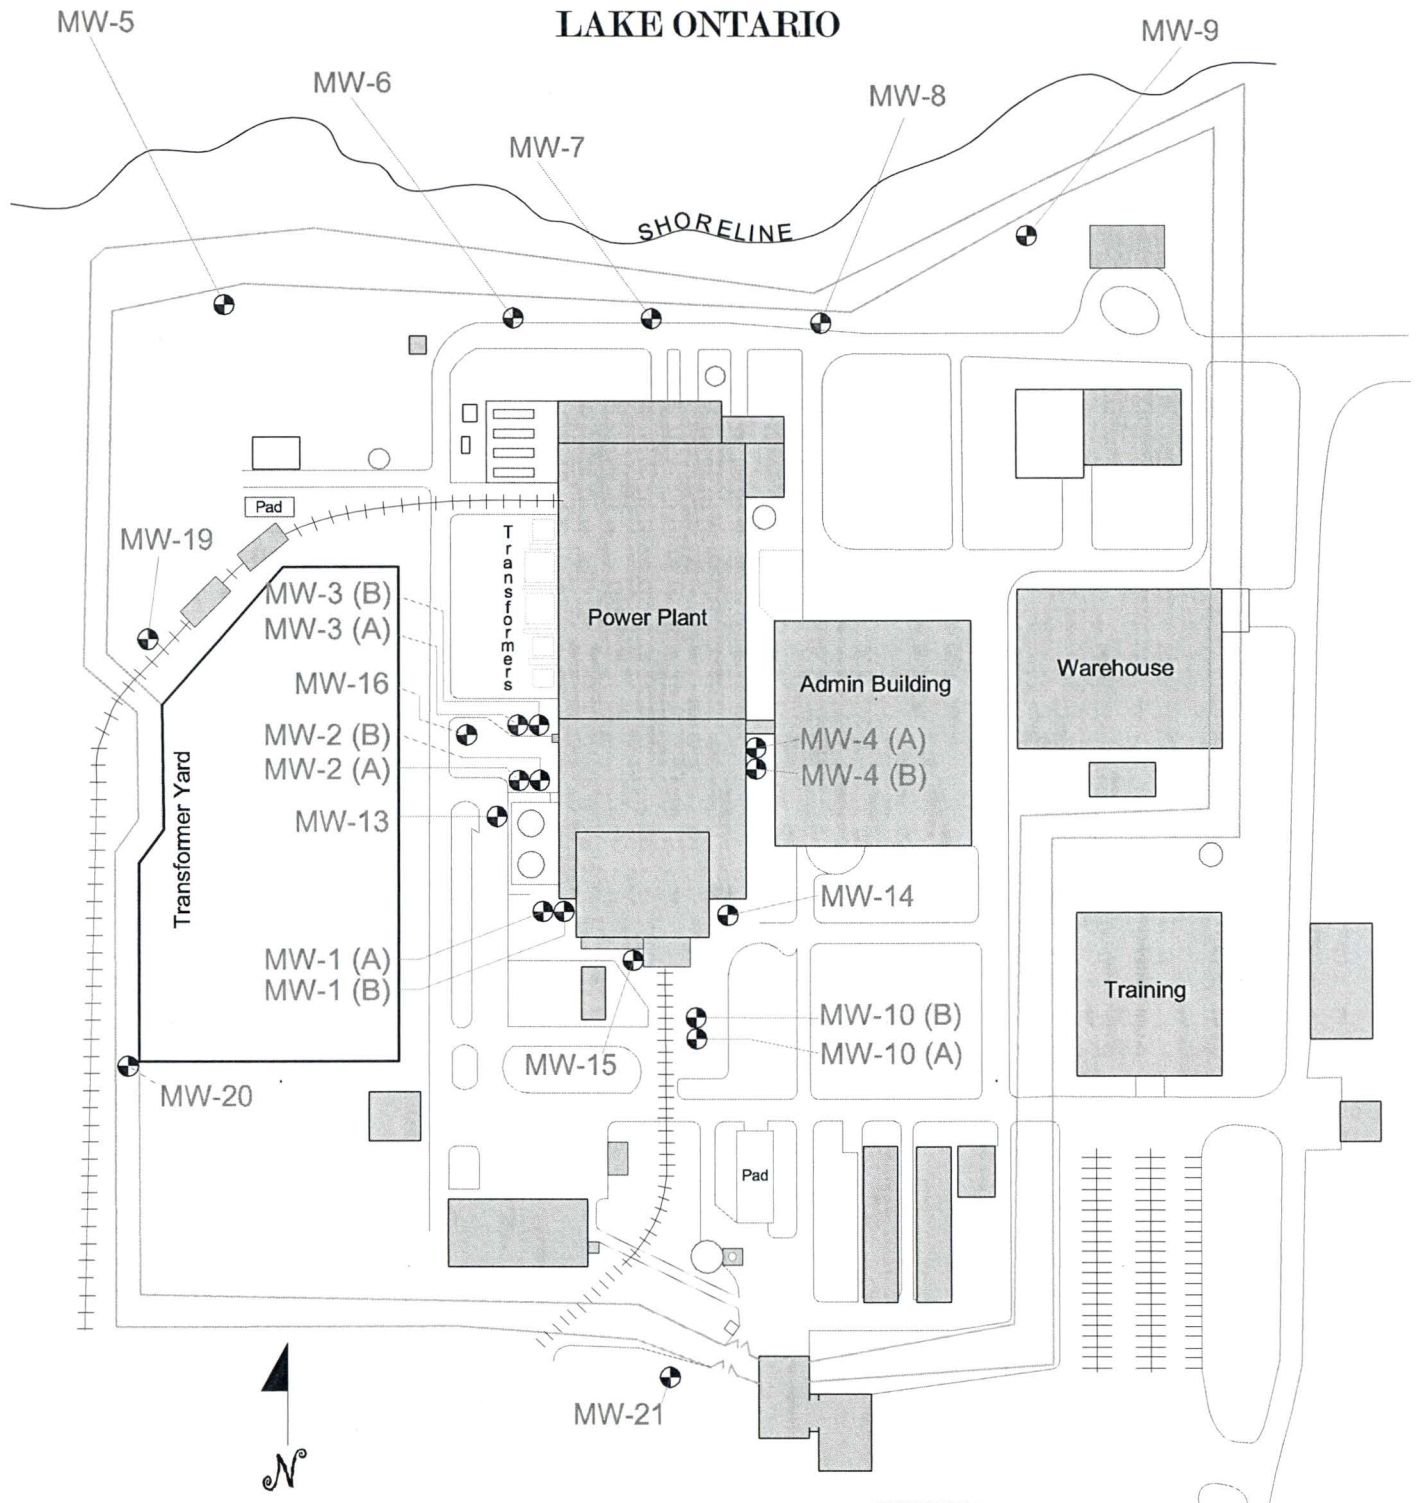 LAKE ONTARIO
MW-5
MW-9
MW-6
MW-8
MW-7
SHORELINE
Pad
Transformers
MW-19
MW-3 (B)
MW-3 (A)
Power Plant
Warehouse
MW-16
Admin Building
MW-2 (B)
MW-4 (A)
MW-2 (A)
MW-4 (B)
Transformer Yard
MW-13
MW-14
MW-1 (A)
MW-1 (B)
Training
MW-10 (B)
MW-10 (A)
MW-15
MW-20
Pad
MW-21
N